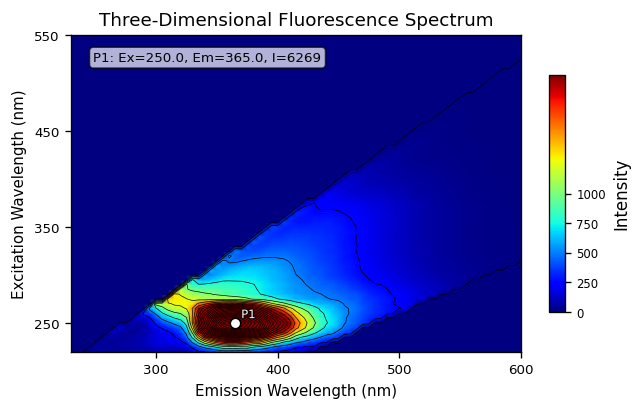 Three-Dimensional Fluorescence Spectrum
P1: Ex=250.0, Em=365.0, I=6269
P1
550
450
350
250
Excitation Wavelength (nm)
300
400
500
600
Emission Wavelength (nm)
1000
750
500
250
0
Intensity